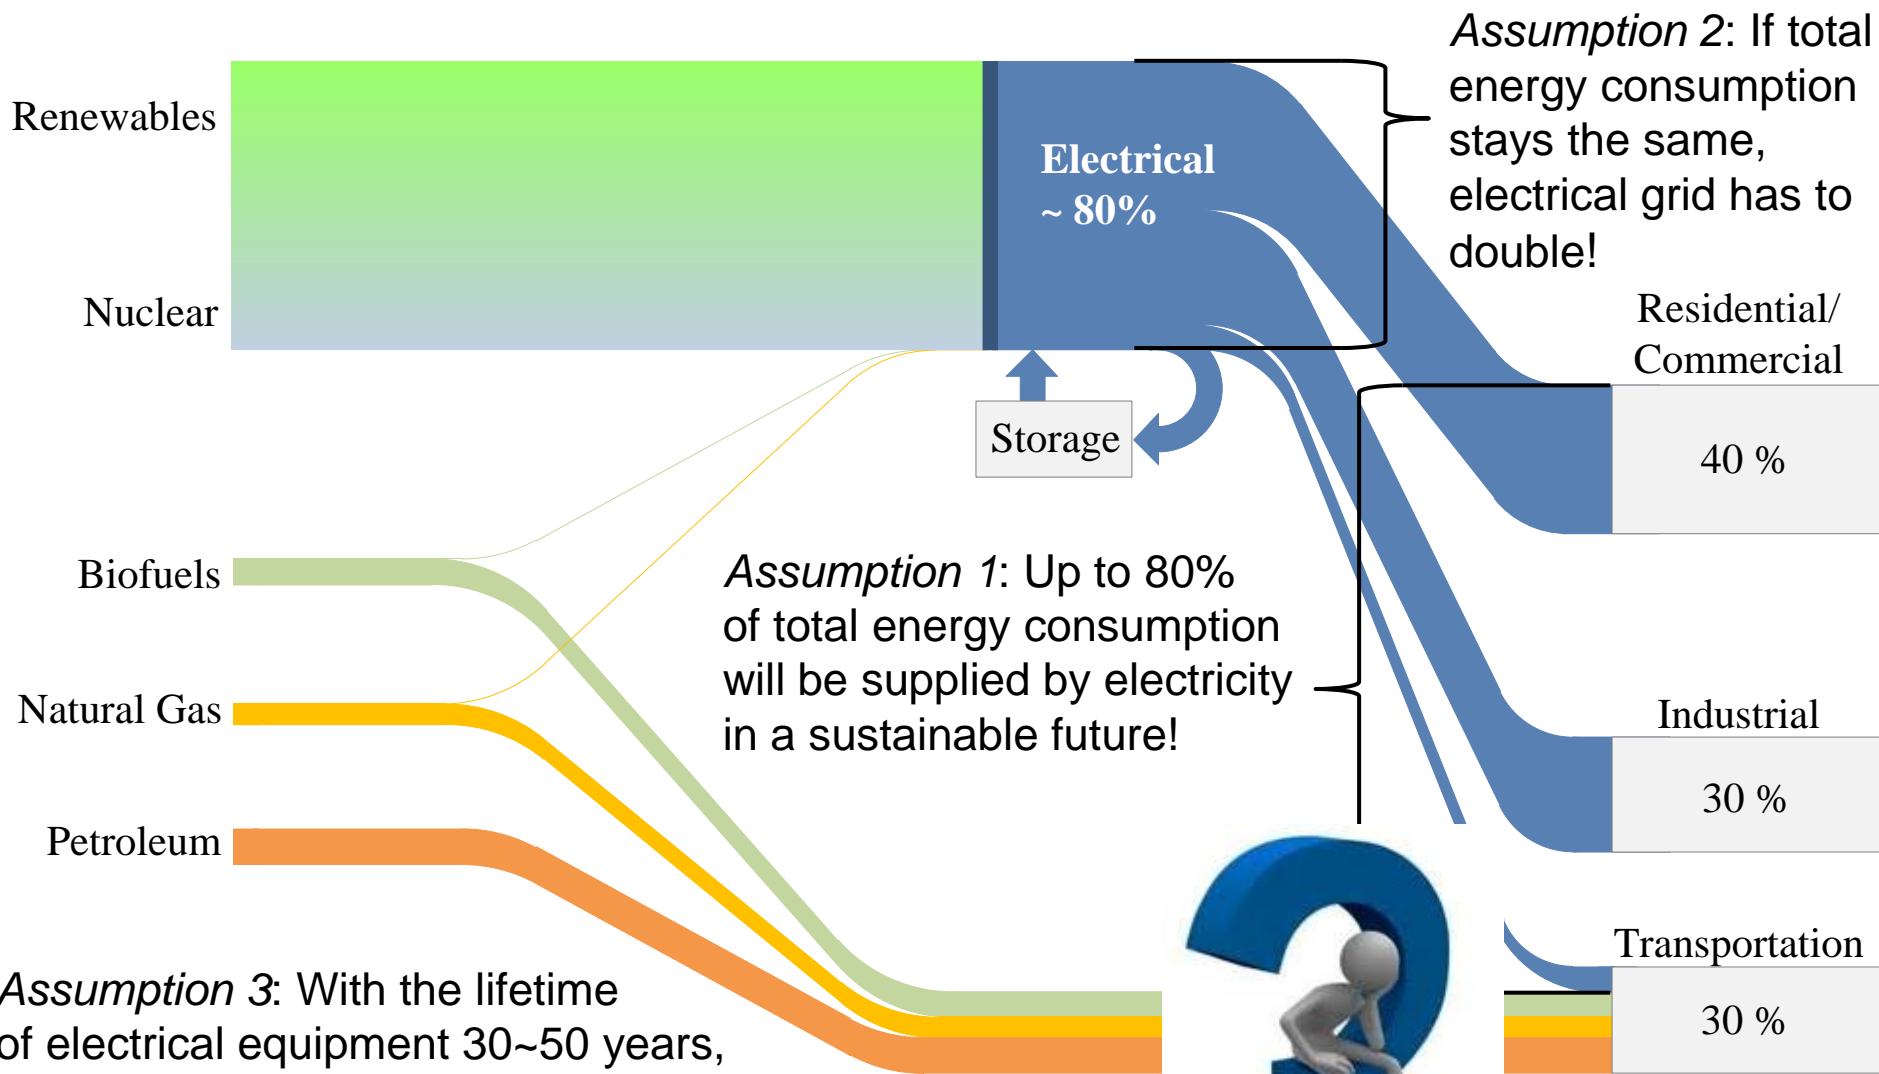 Assumption 2: If total
energy consumption
stays the same,
electrical grid has to
double!
Renewables
Electrical
~ 80%
Nuclear
Residential/
Commercial
40 %
Storage
Biofuels
Assumption 1: Up to 80%
of total energy consumption
will be supplied by electricity
in a sustainable future!
Natural Gas
Industrial
30 %
Petroleum
Transportation
30 %
Assumption 3: With the lifetime
of electrical equipment 30~50 years,